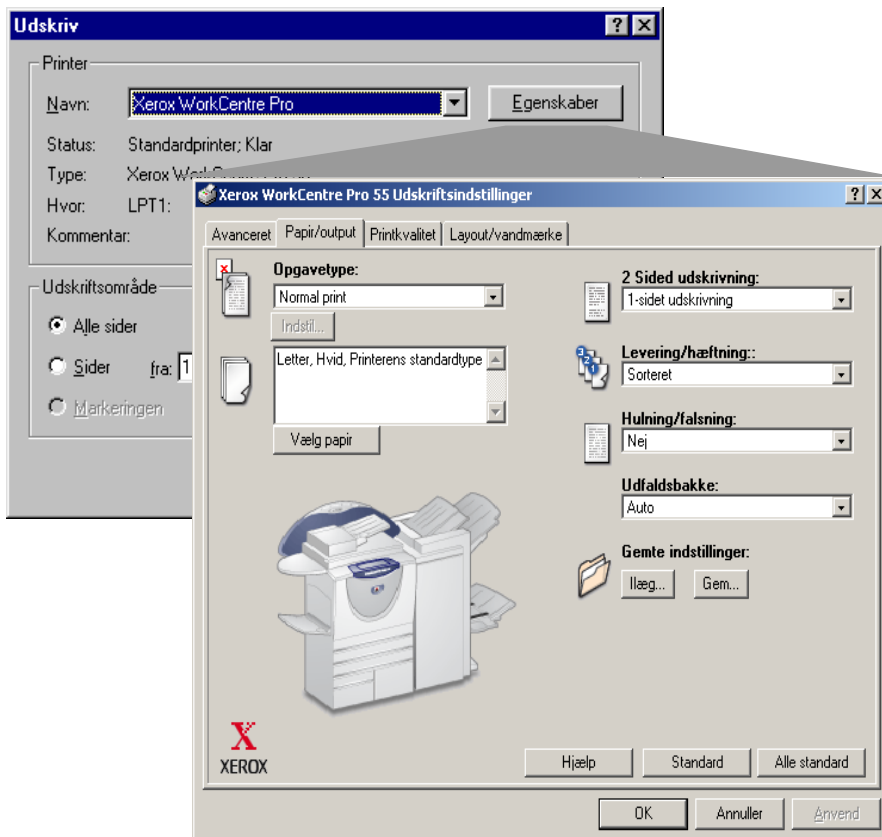 Udskriv
Printer
Navn: Xerox WorkCentre Pro Egenskaber
Status: Standardprinter; Klar
Type: Xerox
Hvor: LPT1:
Kommentar:
Udskriftsområde
Alle sider
Sider fra: 1
Markeringen
Xerox WorkCentre Pro 55 Udskriftsindstillinger
Avanceret Papir/output Printkvalitet Layout/vandmærke
Opgavetype:
Normal print
Indstil...
Letter, Hvid, Printerens standardtype
Vælg papir
2 Sided udskrivning:
1-sidet udskrivning
Levering/hæftning::
Sorteret
Hulning/falsning:
Nej
Udfaldsbakke:
Auto
Gemte indstillinger:
Ilæg... Gem...
XEROX
Hjælp Standard Alle standard
OK Annuller Anvend